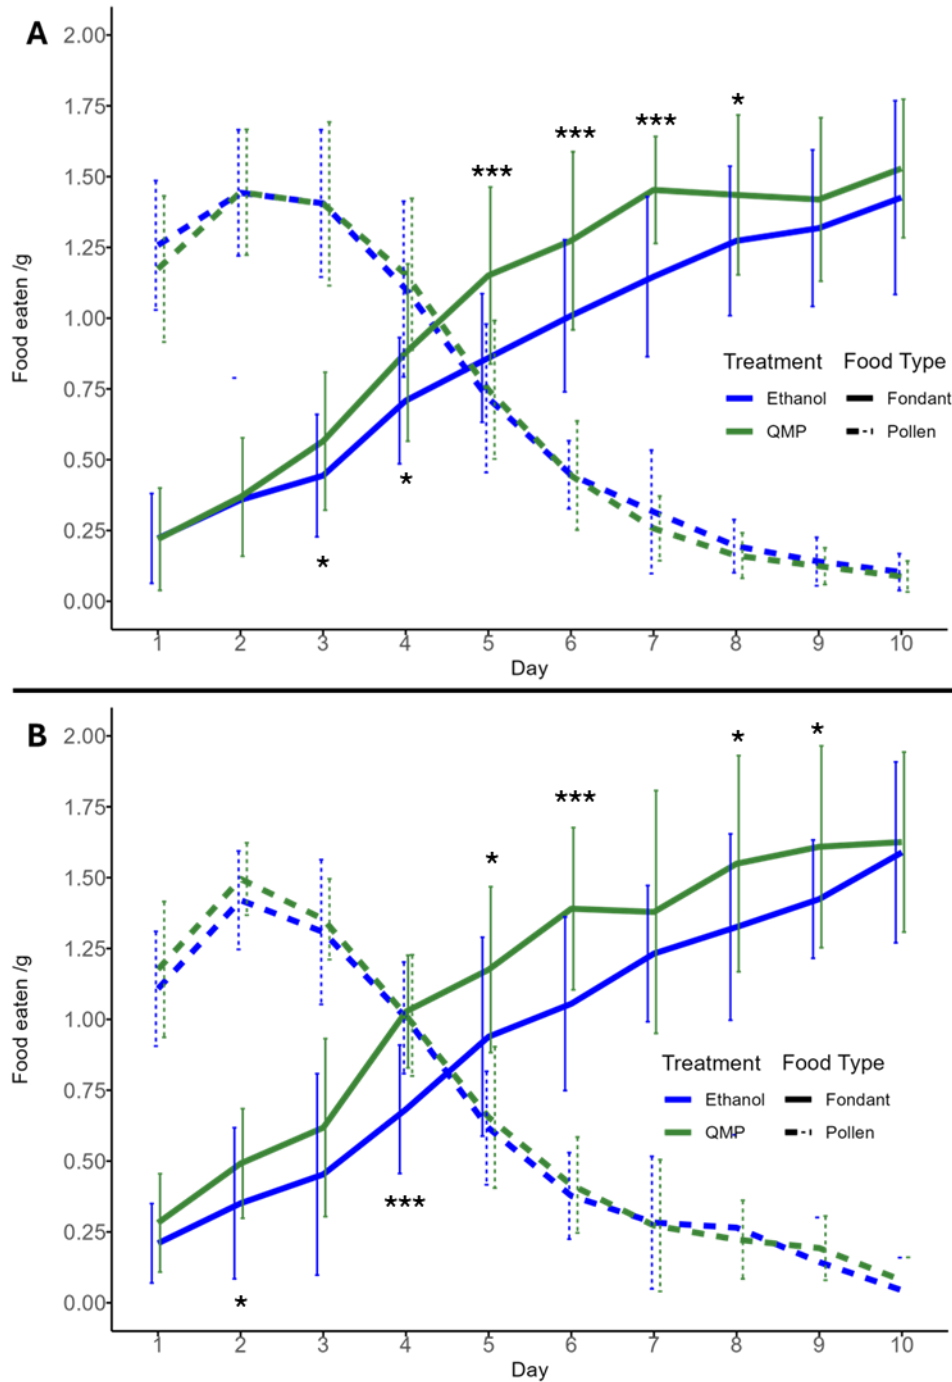 A
2.00
*
1.75
***
***
***
1.50
1.25
Food eaten /g
1.00
Treatment Food Type
0.75
Ethanol Fondant
QMP Pollen
0.50
*
0.25
*
0.00
1 2 3 4 5 6 7 8 9 10
Day
B
2.00
* *
1.75
***
*
1.50
1.25
Food eaten /g
1.00
Treatment Food Type
0.75
Ethanol Fondant
QMP Pollen
0.50
***
0.25
0.00
*
1 2 3 4 5 6 7 8 9 10
Day